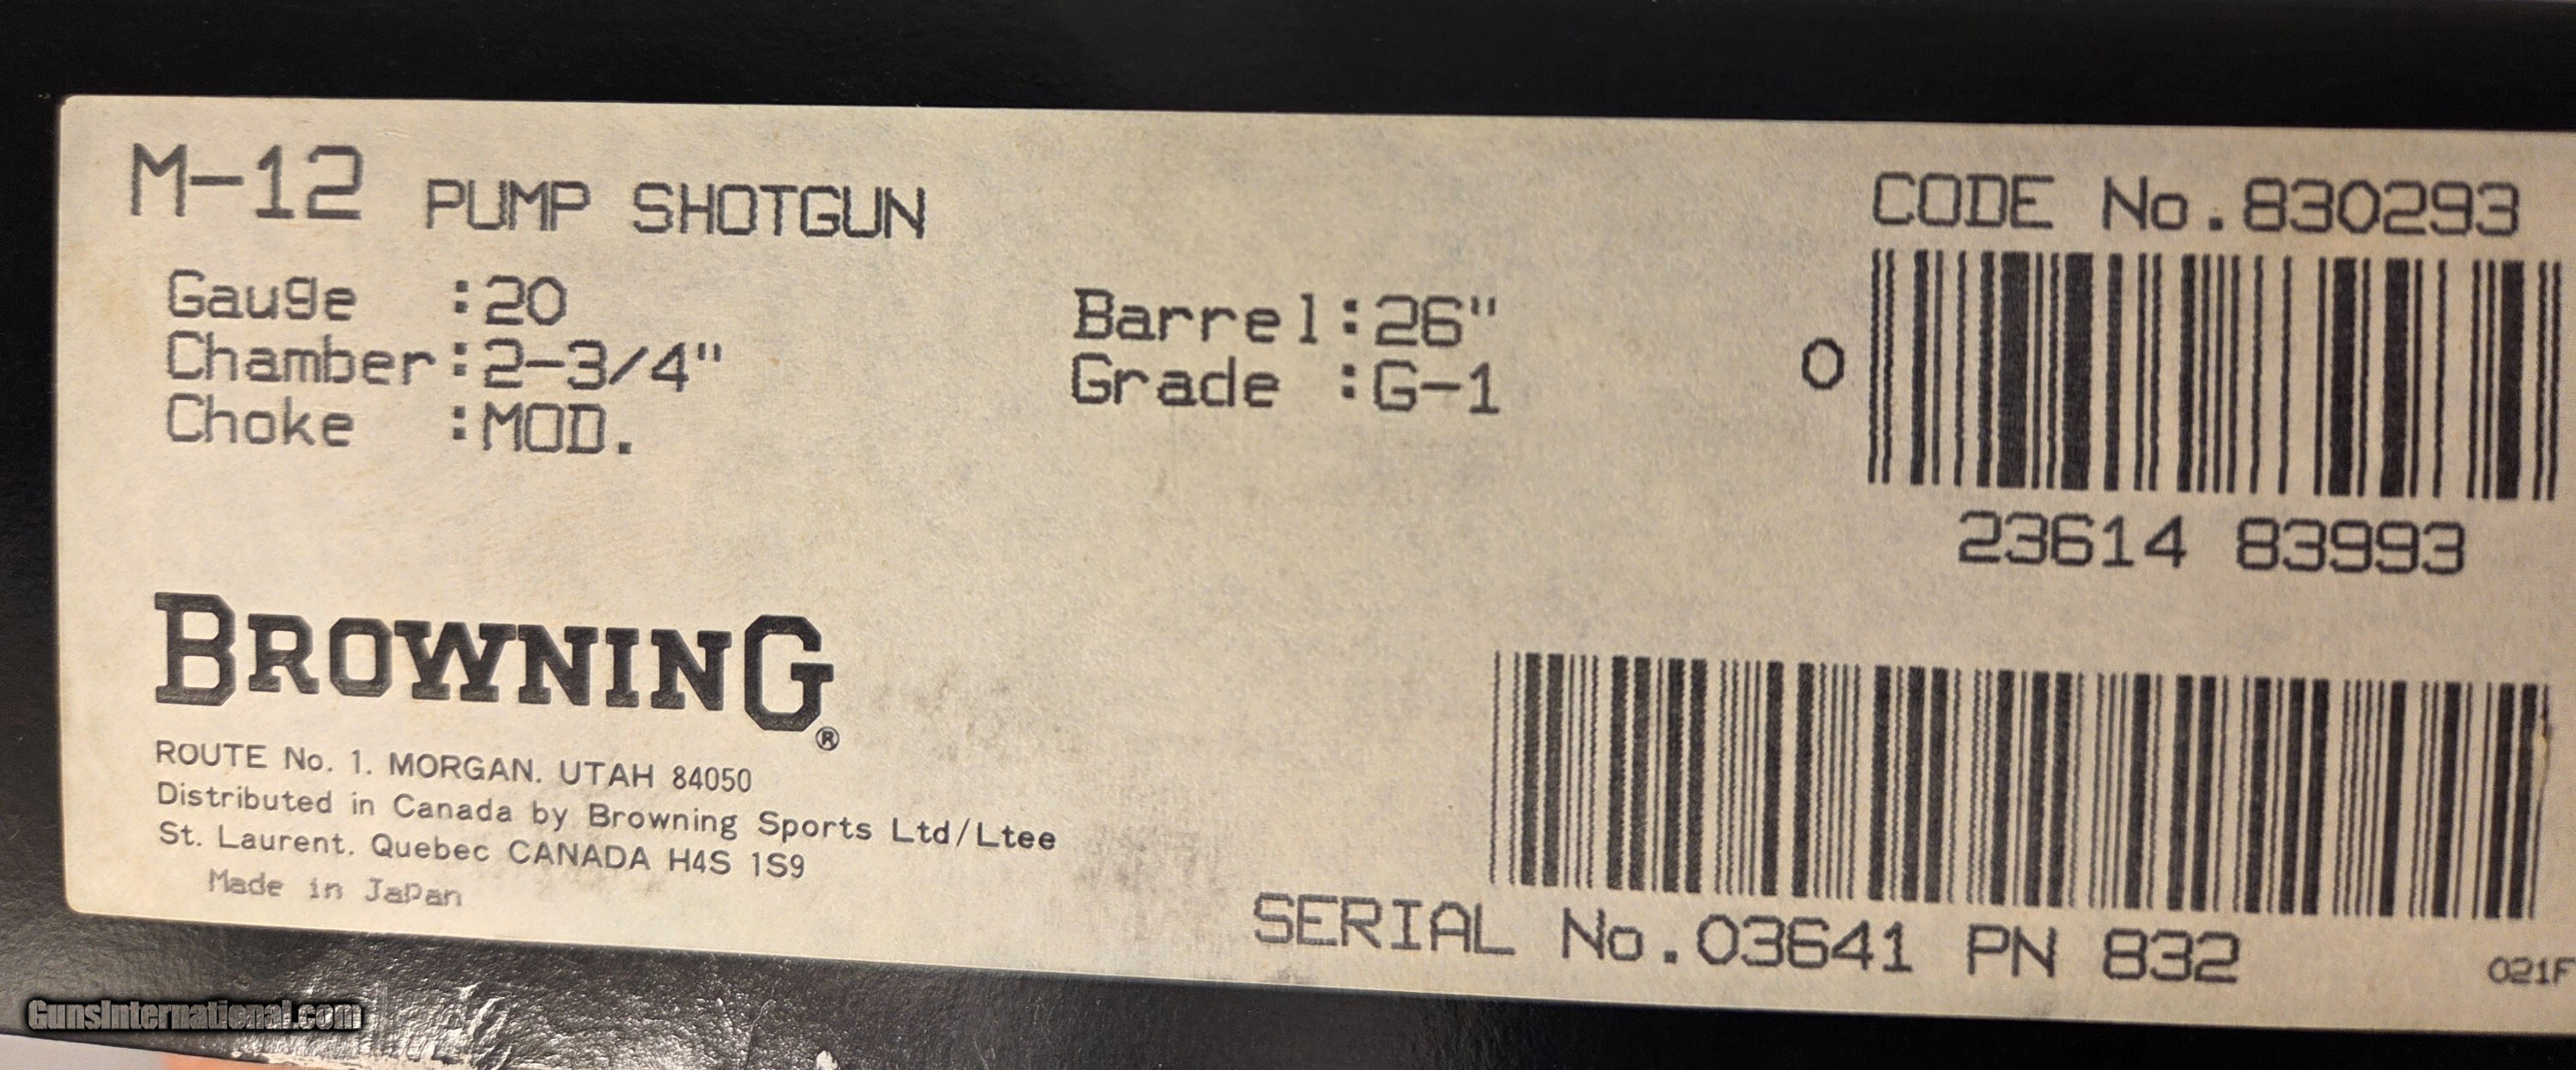 M-12 PUMP SHOTGUN
Gauge :20
Chamber:2-3/4"
Choke :MOD.
Barrel:26"
Grade :G-1
CODE No.830293
0
23614 83993
BROWNING®
ROUTE No. 1. MORGAN. UTAH 84050
Distributed in Canada by Browning Sports Ltd/Ltee
St. Laurent. Quebec CANADA H4S 1S9
Made in Japan
SERIAL No.03641 PN 832
021F
GunsInternational.com